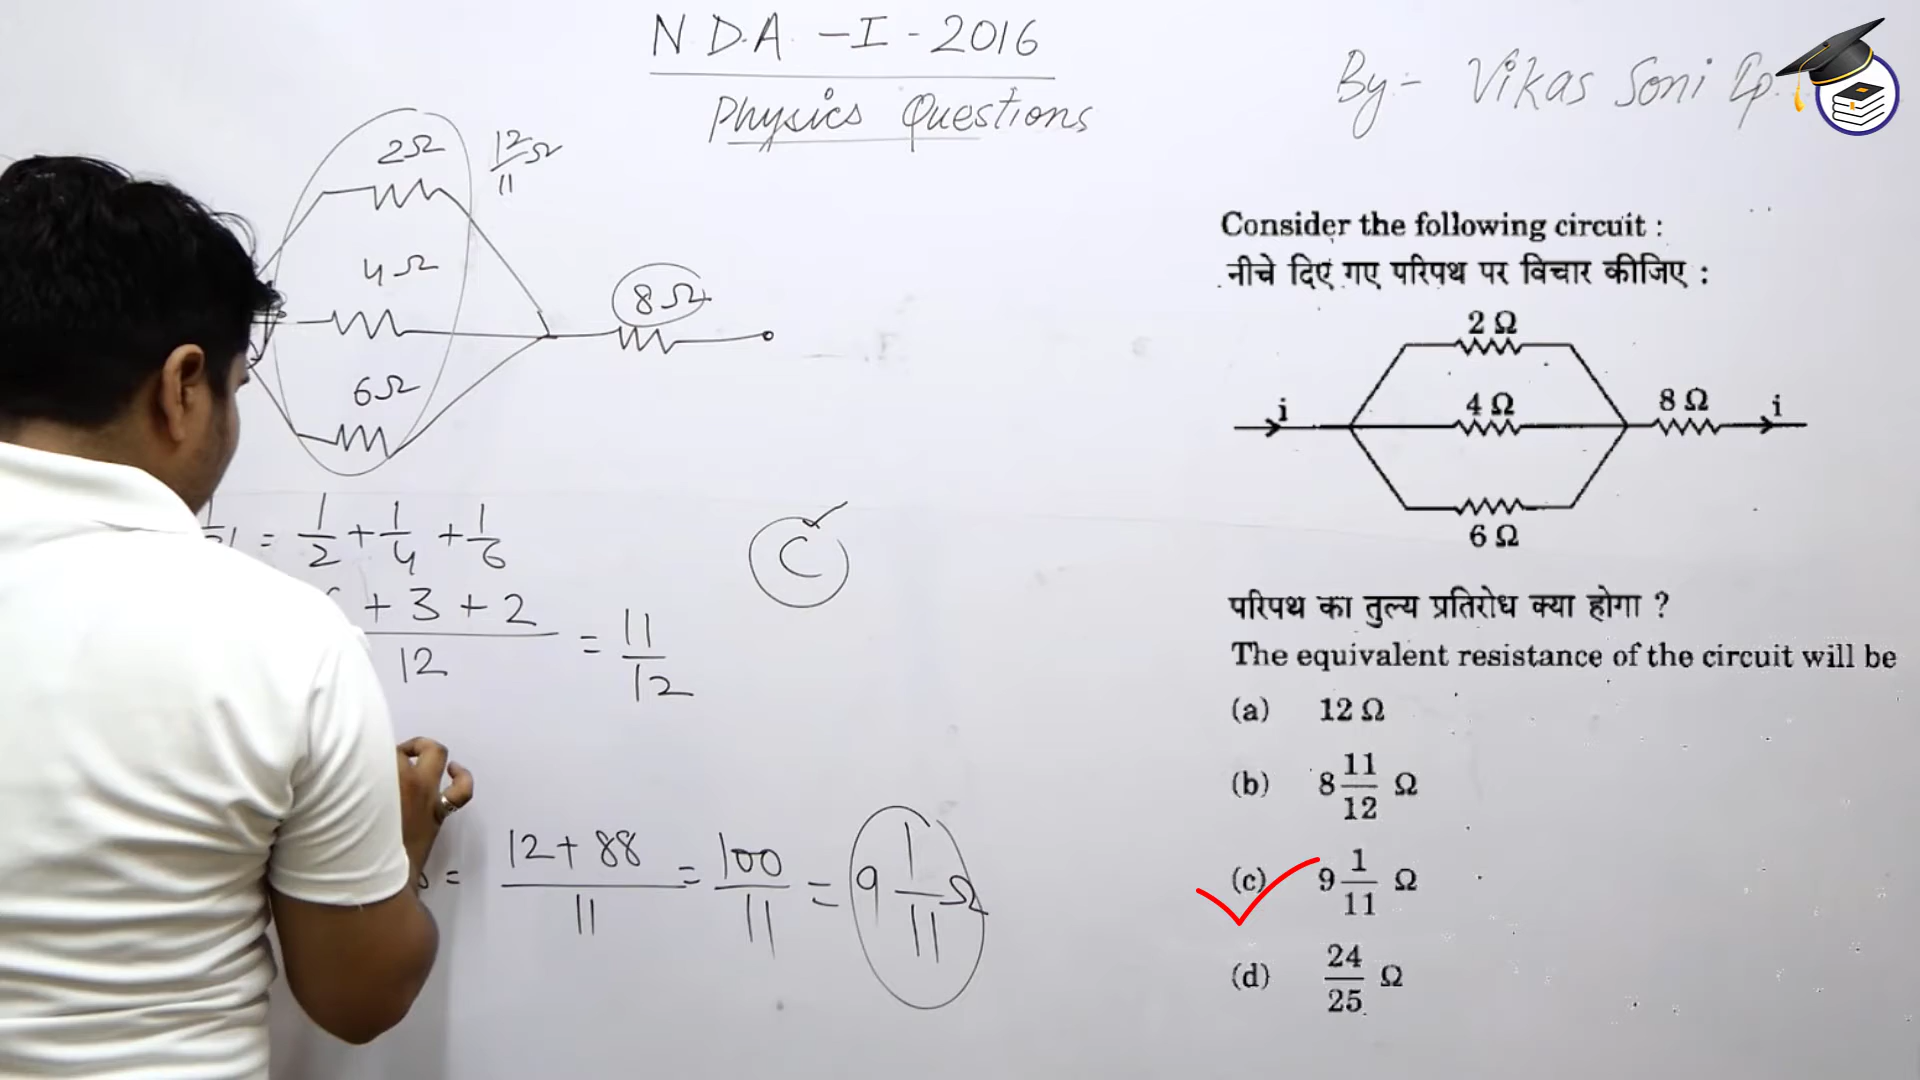 N.D.A. -I-2016
Physics Questions
By:- Vikas Soni
2Ω
12/11 Ω
4Ω
8Ω
6Ω
= 1/2 + 1/4 + 1/6
+ 3 + 2
12
= 11/12
C
= 12+88/11 = 100/11 = 9 1/11 Ω
Consider the following circuit :
नीचे दिए गए परिपथ पर विचार कीजिए :
2 Ω
i
4 Ω
8 Ω
i
6 Ω
परिपथ का तुल्य प्रतिरोध क्या होगा ?
The equivalent resistance of the circuit will be
(a) 12 Ω
(b) 8 11/12 Ω
(c) 9 1/11 Ω
(d) 24/25 Ω